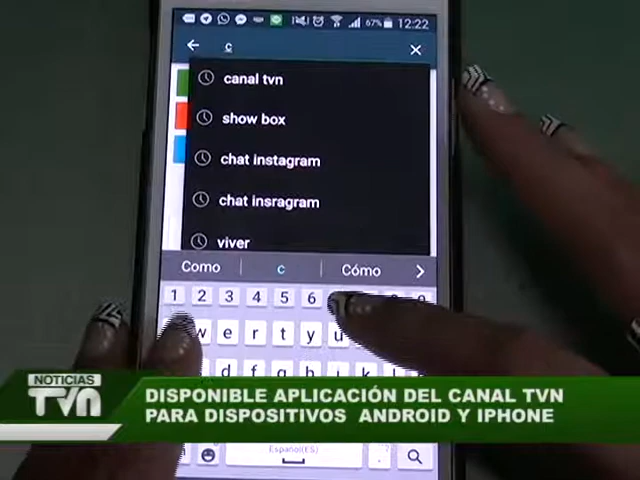 67% 12:22
c
canal tvn
show box
chat instagram
chat insragram
viver
Como c Cómo
1 2 3 4 5 6
w e r t y u
d f g h j k
Español(ES)
NOTICIAS
TVN
DISPONIBLE APLICACIÓN DEL CANAL TVN
PARA DISPOSITIVOS ANDROID Y IPHONE